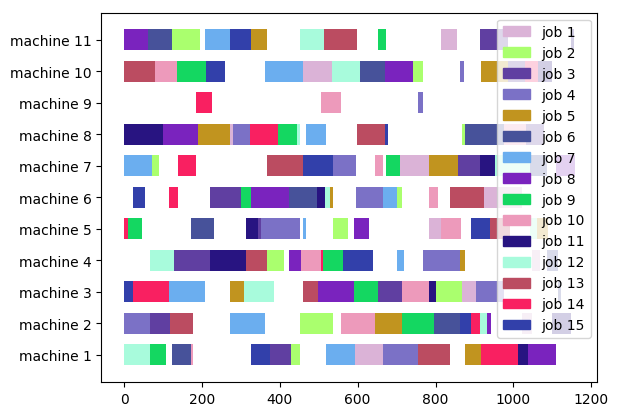 machine 11
machine 10
machine 9
machine 8
machine 7
machine 6
machine 5
machine 4
machine 3
machine 2
machine 1
0 200 400 600 800 1000 1200
job 1
job 2
job 3
job 4
job 5
job 6
job 7
job 8
job 9
job 10
job 11
job 12
job 13
job 14
job 15